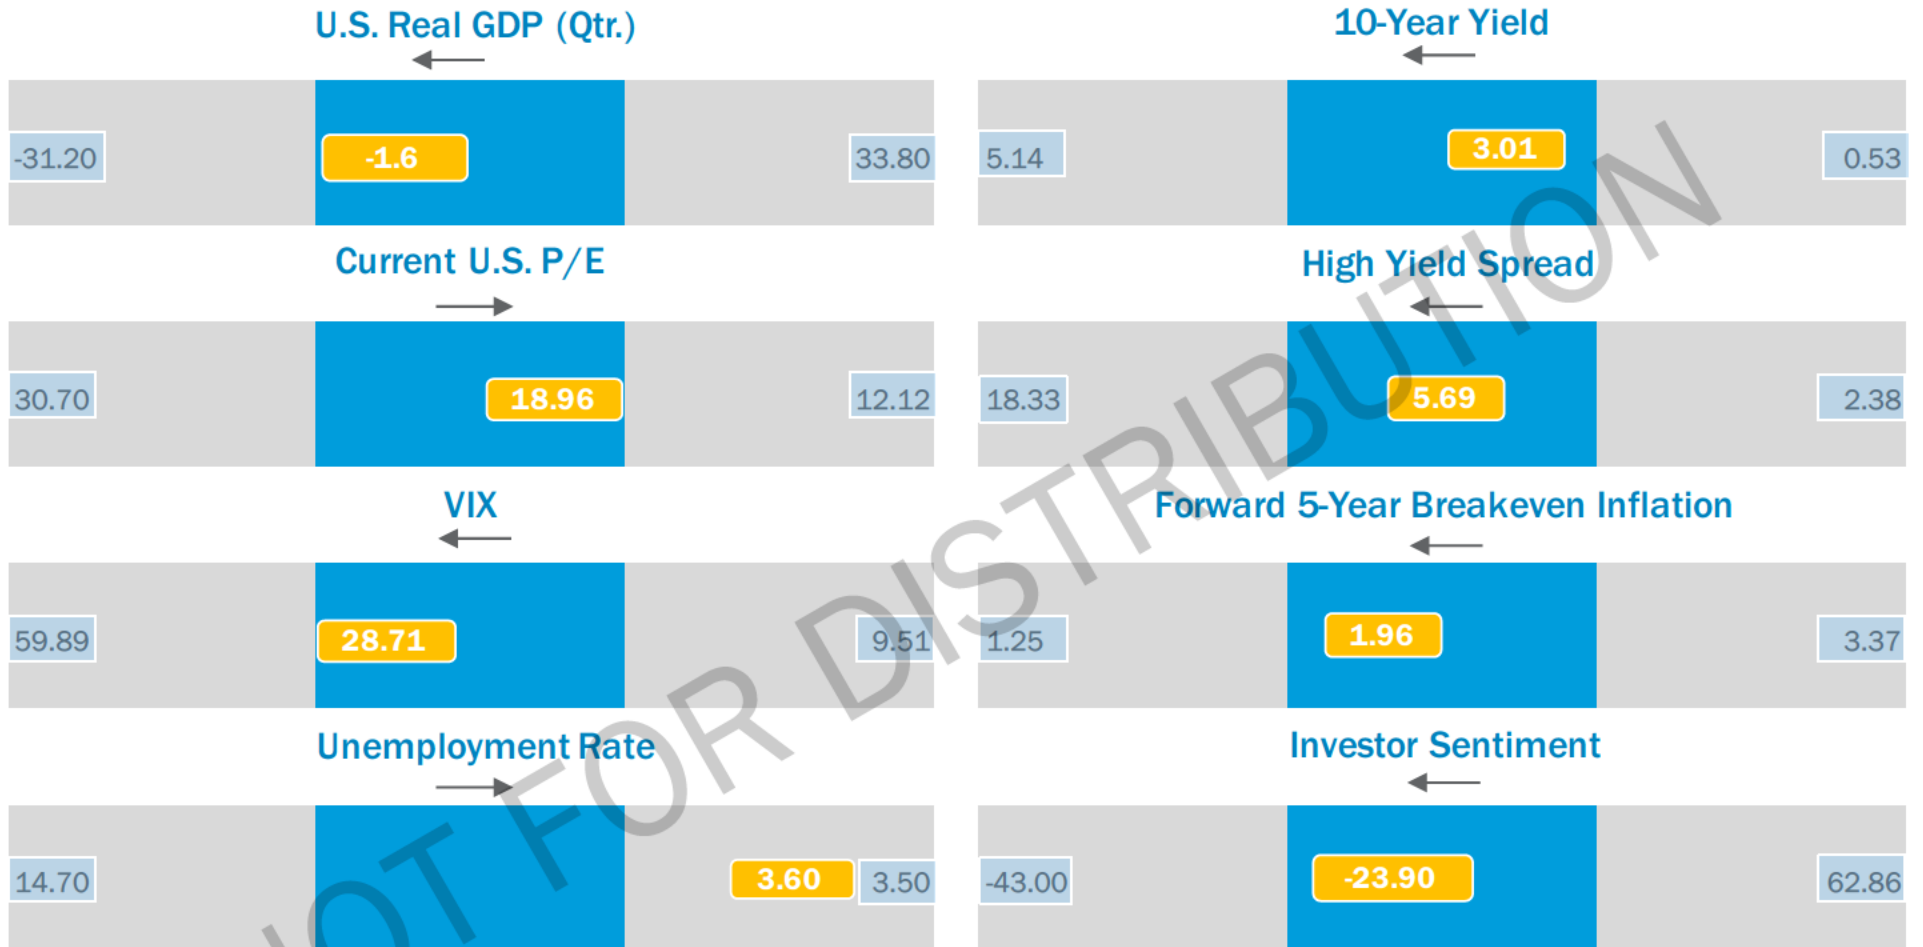 U.S. Real GDP (Qtr.)
-31.20
-1.6
33.80
Current U.S. P/E
30.70
18.96
12.12
VIX
59.89
28.71
9.51
Unemployment Rate
14.70
3.60
3.50
10-Year Yield
5.14
3.01
0.53
High Yield Spread
18.33
5.69
2.38
Forward 5-Year Breakeven Inflation
1.25
1.96
3.37
Investor Sentiment
-43.00
-23.90
62.86
NOT FOR DISTRIBUTION